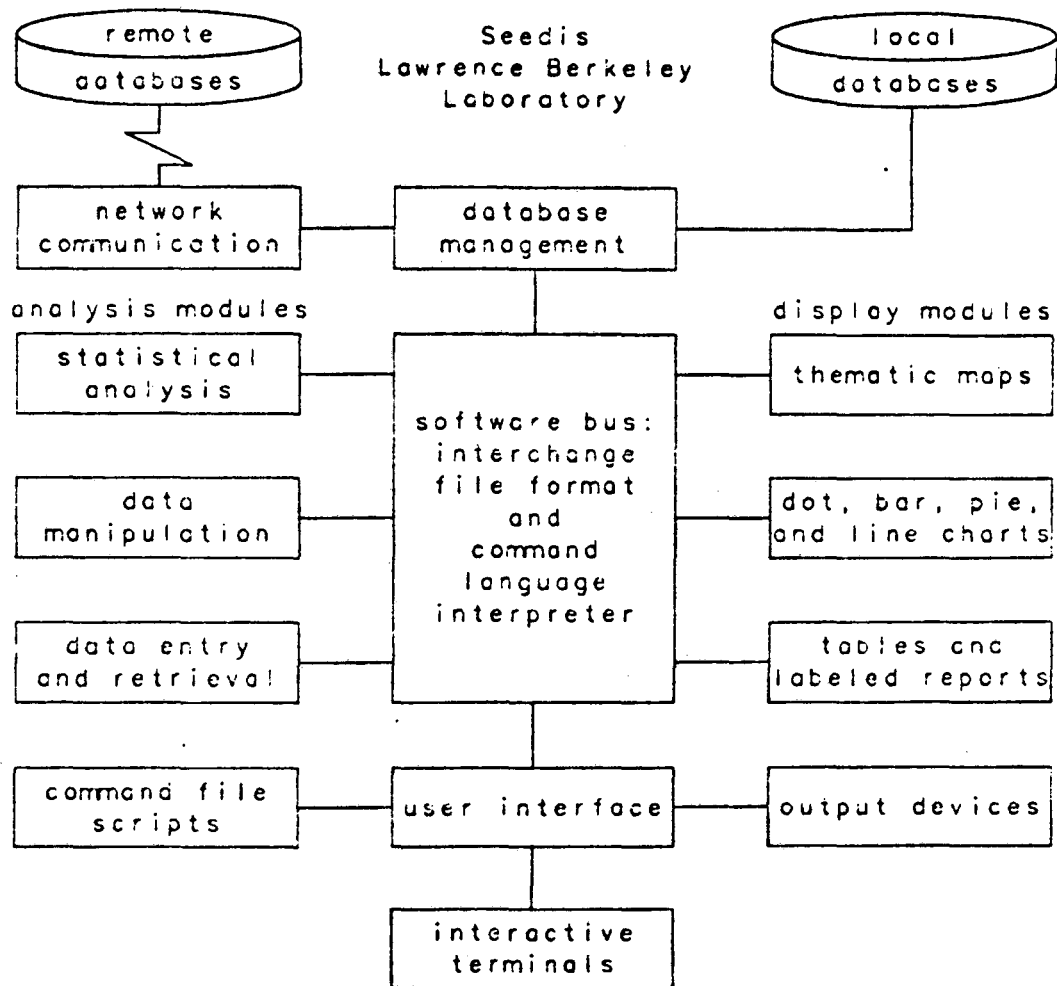 remote
databases
Seedis
Lawrence Berkeley
Laboratory
local
databases
network
communication
database
management
analysis modules
display modules
statistical
analysis
software bus:
interchange
file format
and
command
language
interpreter
thematic maps
data
manipulation
dot, bar, pie,
and line charts
data entry
and retrieval
tables and
labeled reports
command file
scripts
user interface
output devices
interactive
terminals